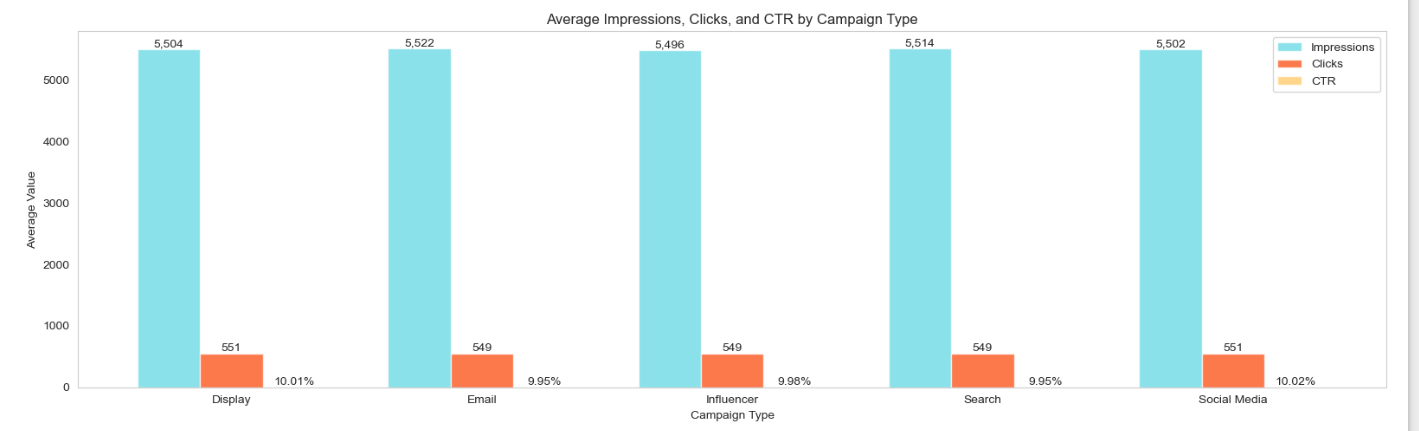 Average Impressions, Clicks, and CTR by Campaign Type
Impressions
Clicks
CTR
5,504
5,522
5,496
5,514
5,502
5000
4000
3000
2000
1000
0
Average Value
551
549
549
549
551
10.01%
9.95%
9.98%
9.95%
10.02%
Display
Email
Influencer
Search
Social Media
Campaign Type